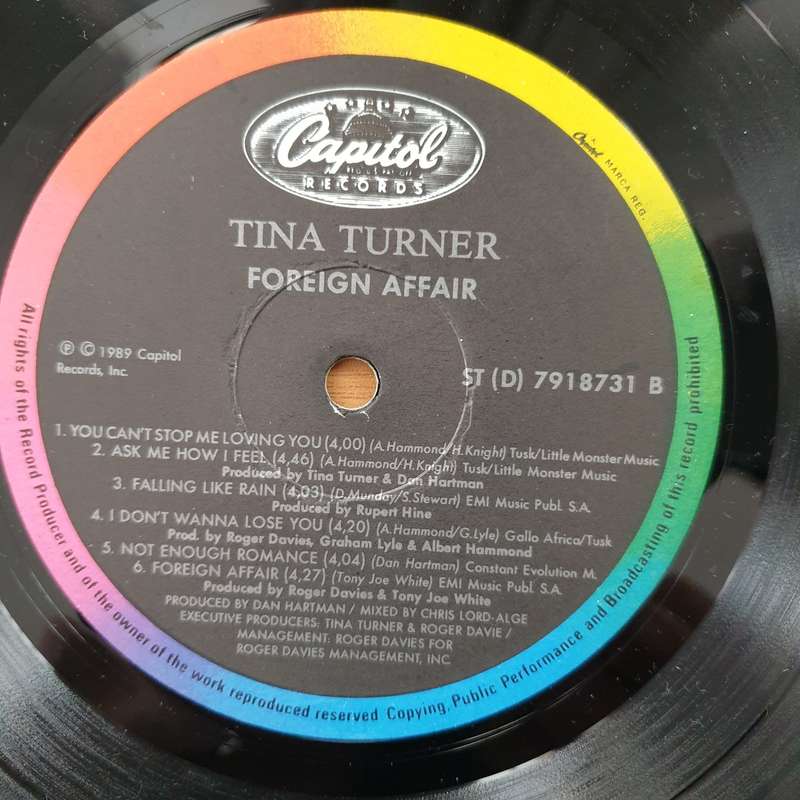 Capitol
REG. U.S. PAT. OFF.
RECORDS
Capitol
MARCA REG.
TINA TURNER
FOREIGN AFFAIR
Ⓟ © 1989 Capitol
Records, Inc.
ST (D) 7918731 B
1. YOU CAN'T STOP ME LOVING YOU (4,00) (A.Hammond/H.Knight) Tusk/Little Monster Music
2. ASK ME HOW I FEEL (4,46) (A.Hammond/H.Knight) Tusk/Little Monster Music
Produced by Tina Turner & Dan Hartman
3. FALLING LIKE RAIN (4,03) (D.Munday/S.Stewart) EMI Music Publ. S.A.
Produced by Rupert Hine
4. I DON'T WANNA LOSE YOU (4,20) (A.Hammond/G.Lyle) Gallo Africa/Tusk
Prod. by Roger Davies, Graham Lyle & Albert Hammond
5. NOT ENOUGH ROMANCE (4,04) (Dan Hartman) Constant Evolution M.
6. FOREIGN AFFAIR (4,27) (Tony Joe White) EMI Music Publ. S.A.
Produced by Roger Davies & Tony Joe White
PRODUCED BY DAN HARTMAN / MIXED BY CHRIS LORD-ALGE
EXECUTIVE PRODUCERS: TINA TURNER & ROGER DAVIE /
MANAGEMENT: ROGER DAVIES FOR
ROGER DAVIES MANAGEMENT, INC.
All rights of the Record Producer and of the owner of the work reproduced reserved Copying, Public Performance and Broadcasting of this record prohibited